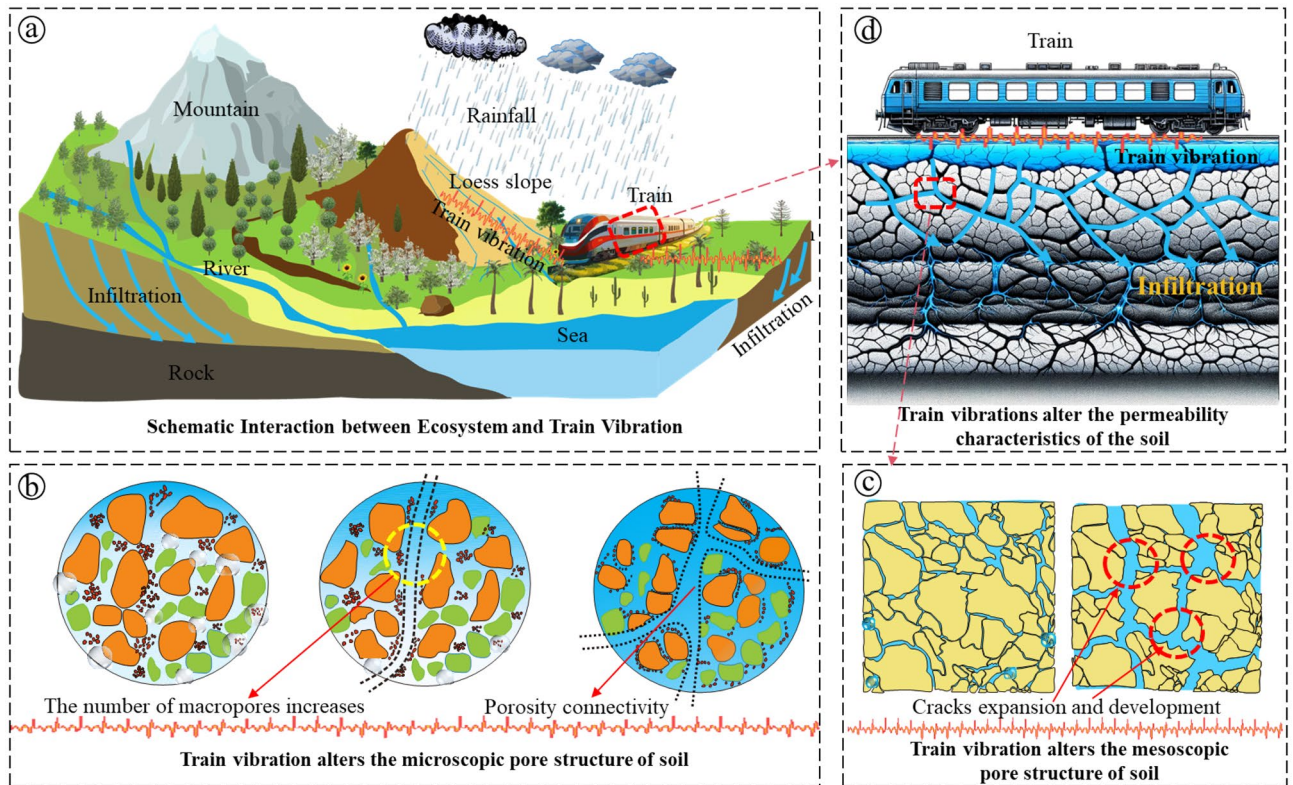 a
Mountain
Rainfall
Loess slope
Train
Train vibration
River
Infiltration
Sea
Infiltration
Rock
Schematic Interaction between Ecosystem and Train Vibration
d
Train
Train vibration
Infiltration
Train vibrations alter the permeability
characteristics of the soil
b
The number of macropores increases
Porosity connectivity
Train vibration alters the microscopic pore structure of soil
c
Cracks expansion and development
Train vibration alters the mesoscopic
pore structure of soil